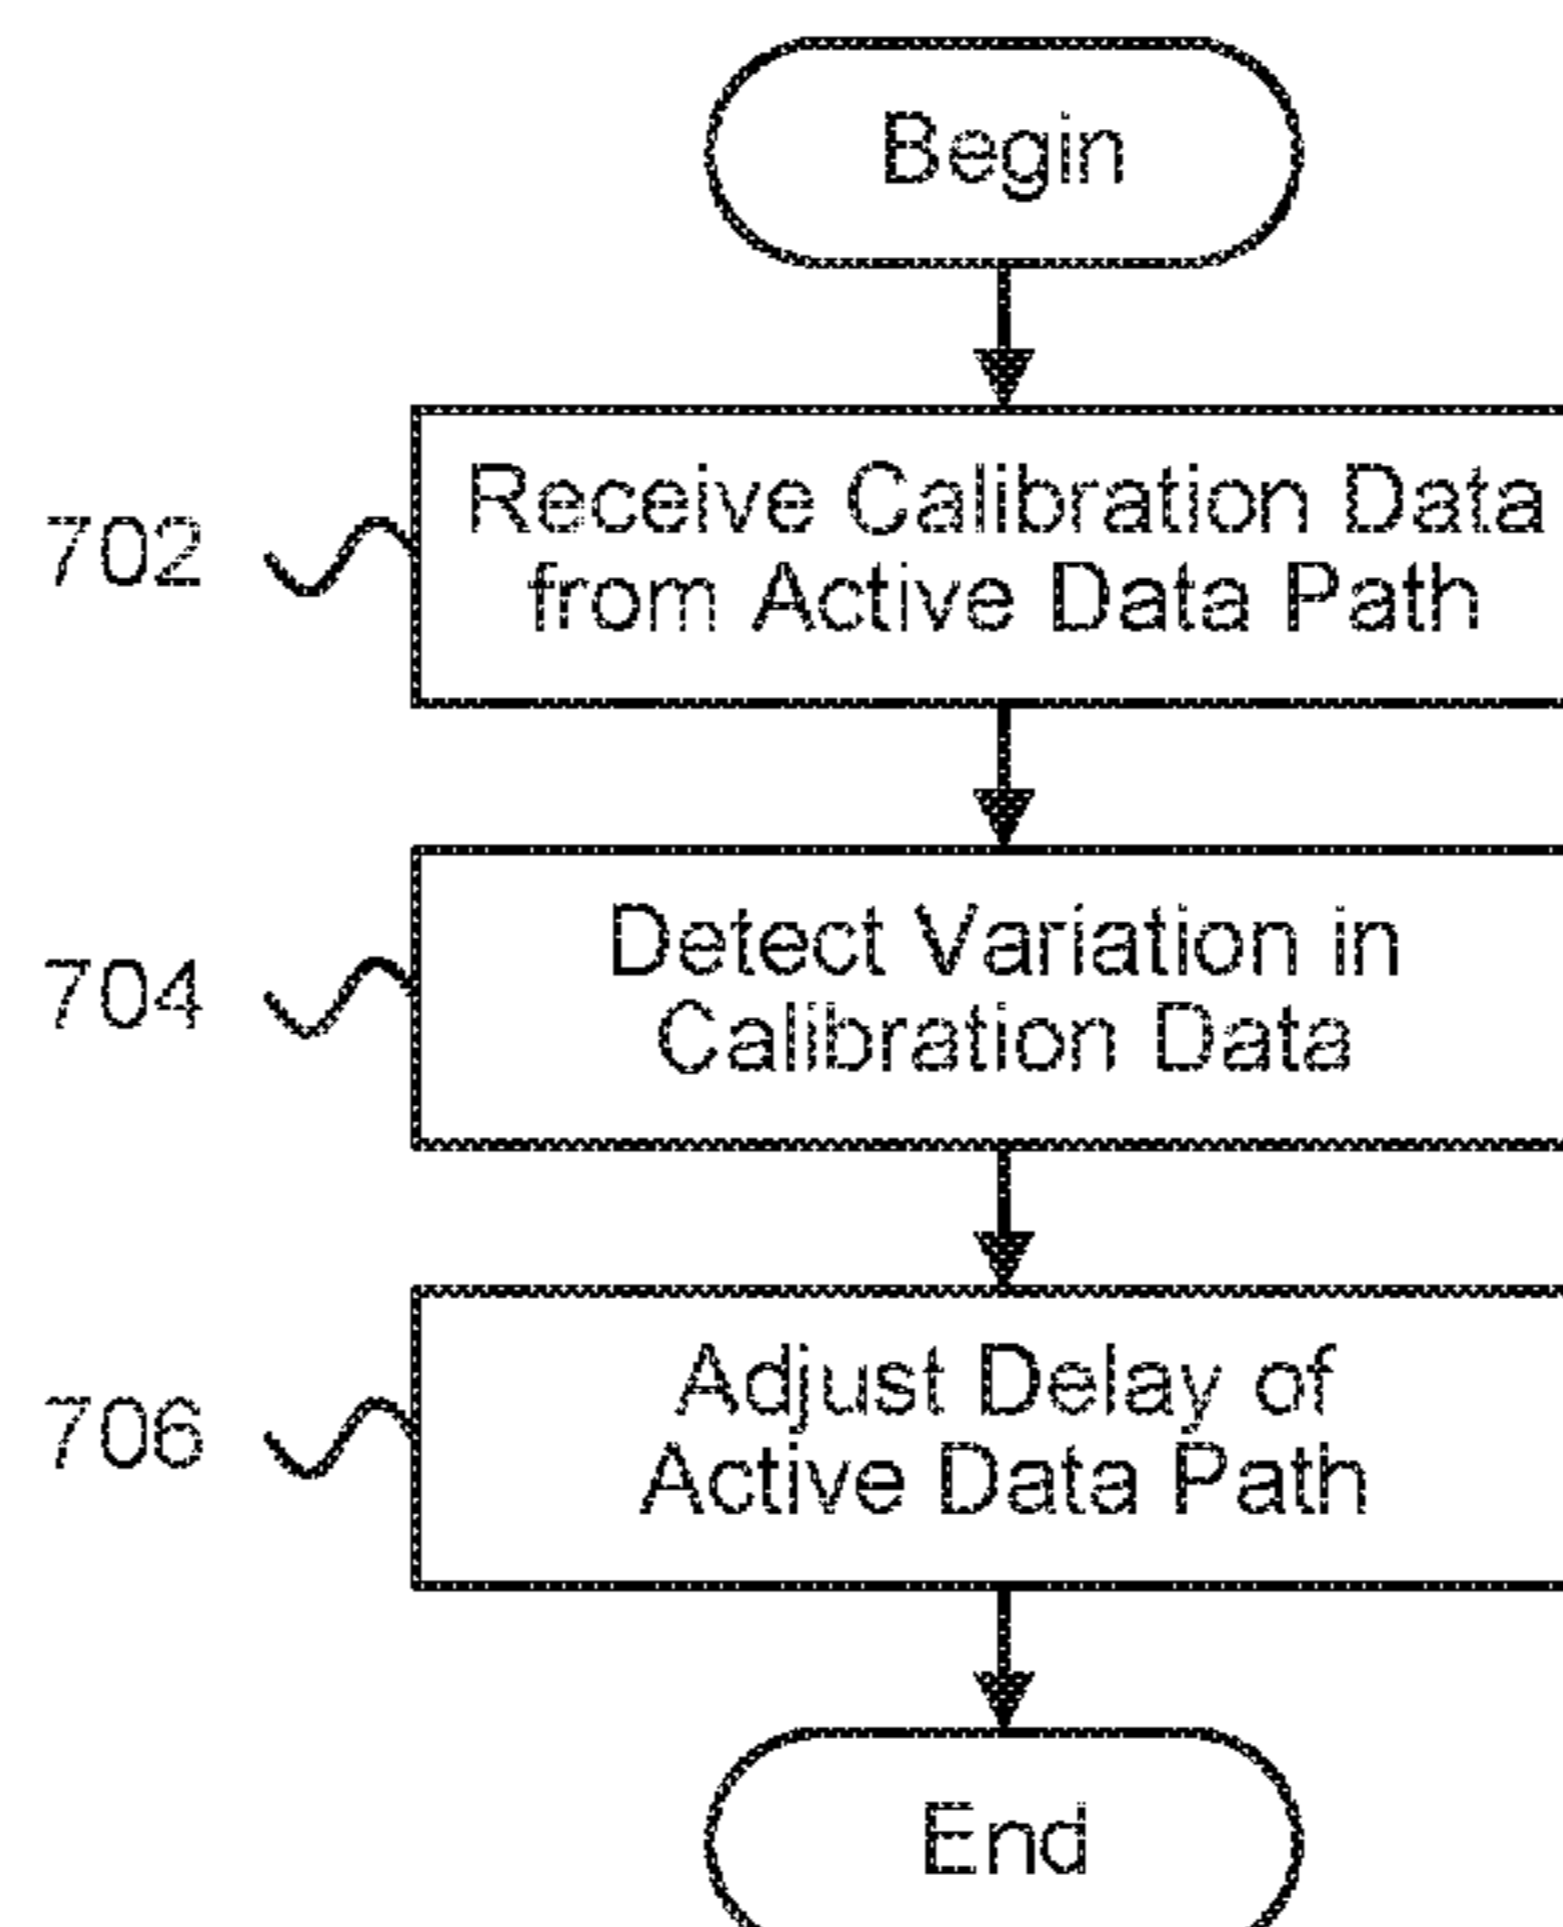 Begin
702
Receive Calibration Data
from Active Data Path
704
Detect Variation in
Calibration Data
706
Adjust Delay of
Active Data Path
End